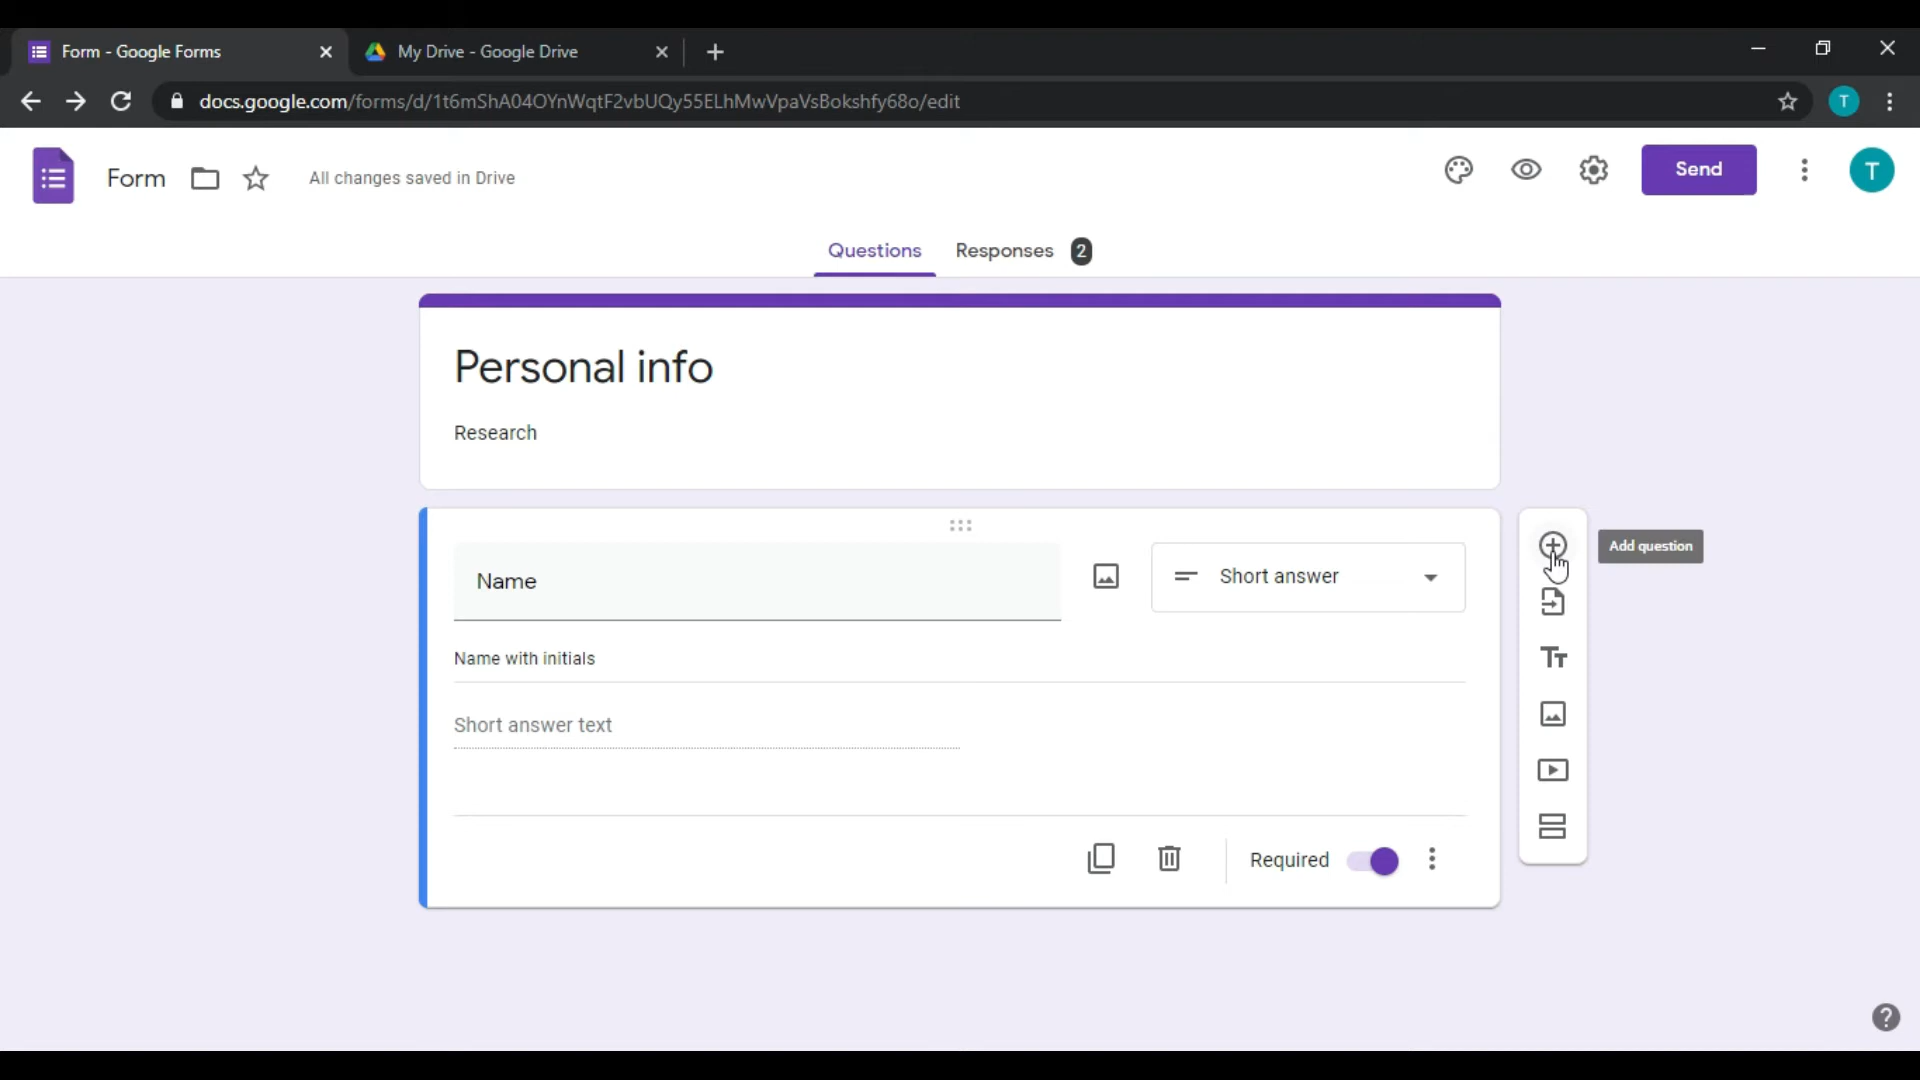 Form - Google Forms
My Drive - Google Drive
docs.google.com/forms/d/1t6mShA04OYnWqtF2vbUQy55ELhMwVpaVsBokshfy68o/edit
T
Form
All changes saved in Drive
Send
T
Questions
Responses 2
Personal info
Research
Name
Short answer
Add question
Name with initials
Tт
Short answer text
Required